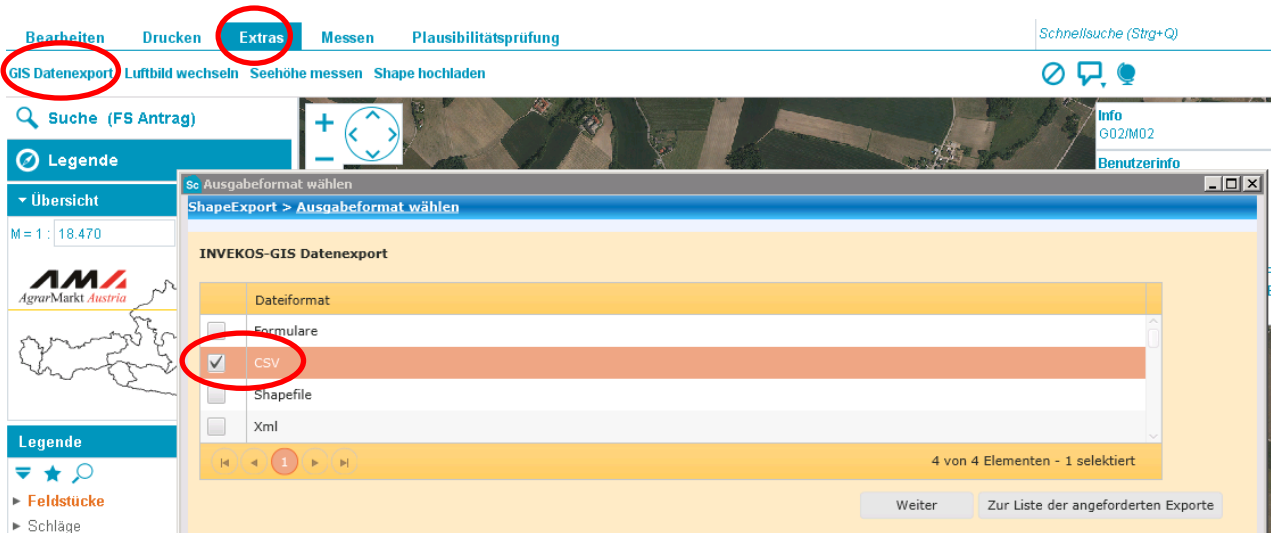 Bearbeiten Drucken Extras Messen Plausibilitätsprüfung Schnellsuche (Strg+Q)
GIS Datenexport Luftbild wechseln Seehöhe messen Shape hochladen
Suche (FS Antrag)
Info
G02/M02
Legende
Benutzerinfo
Übersicht
M = 1 : 18.470
AMA
AgrarMarkt Austria
Sc Ausgabeformat wählen
ShapeExport > Ausgabeformat wählen
INVEKOS-GIS Datenexport
Dateiformat
Formulare
CSV
Shapefile
Xml
1
4 von 4 Elementen - 1 selektiert
Weiter Zur Liste der angeforderten Exporte
Legende
Feldstücke
Schläge